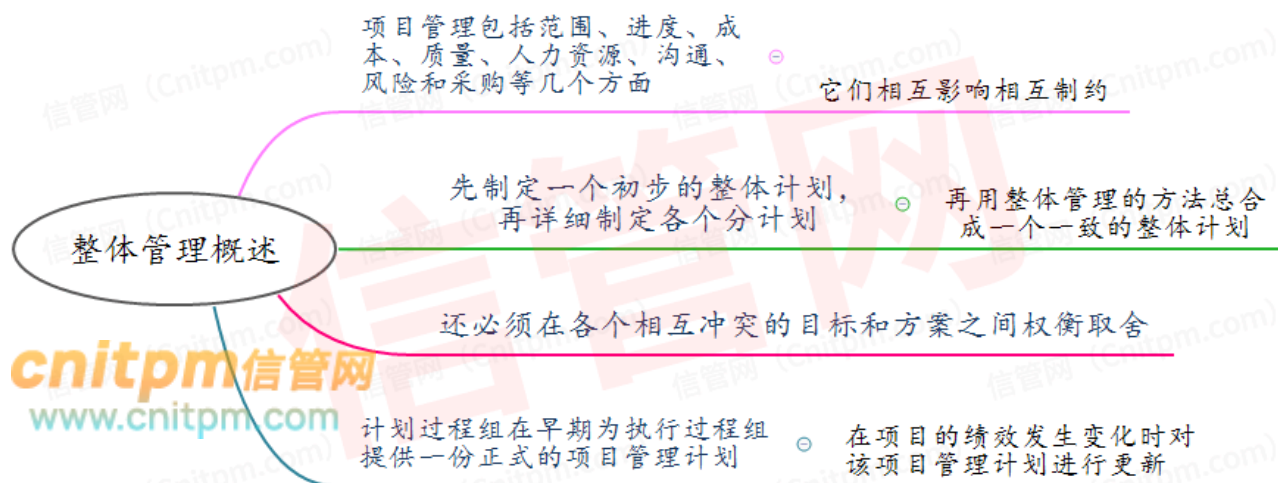 项目管理包括范围、进度、成
本、质量、人力资源、沟通、
风险和采购等几个方面
它们相互影响相互制约
先制定一个初步的整体计划，
再详细制定各个分计划
再用整体管理的方法总合
成一个一致的整体计划
整体管理概述
还必须在各个相互冲突的目标和方案之间权衡取舍
cnitpm信管网
www.cnitpm.com
计划过程组在早期为执行过程组
提供一份正式的项目管理计划
在项目的绩效发生变化时对
该项目管理计划进行更新
信管网
信管网（Cnitpm.com）